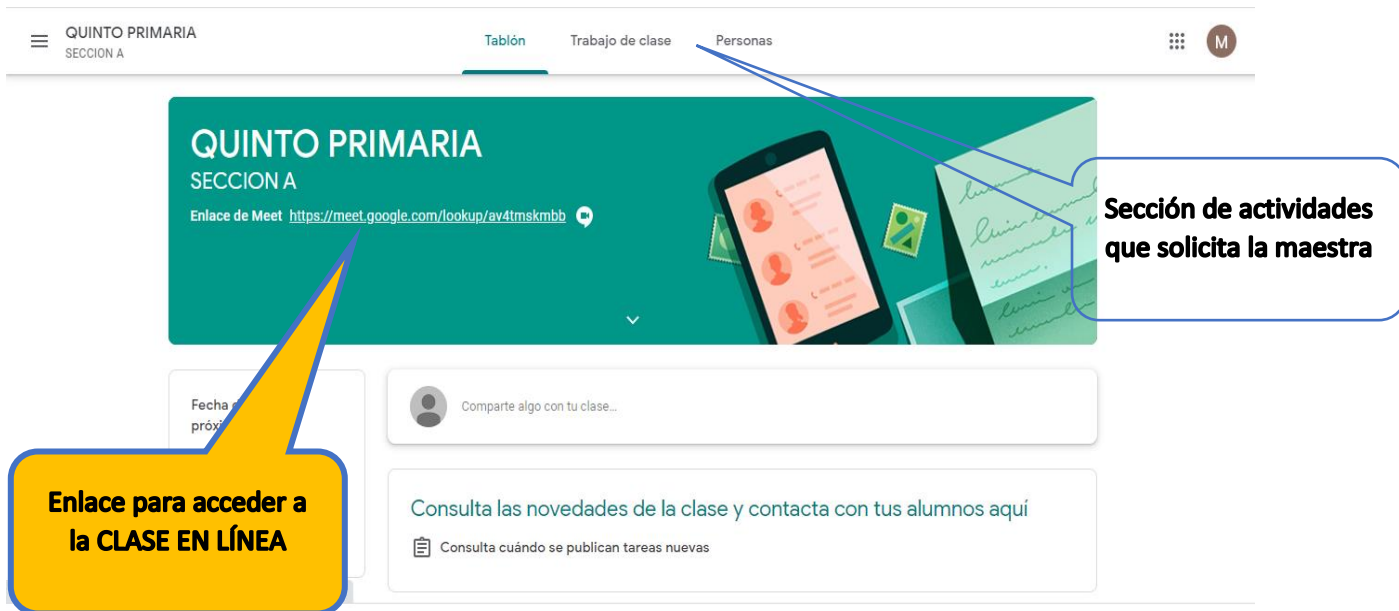 QUINTO PRIMARIA
SECCION A
Tablón
Trabajo de clase
Personas
M
QUINTO PRIMARIA
SECCION A
Enlace de Meet https://meet.google.com/lookup/av4tmskmbb
Sección de actividades
que solicita la maestra
Fecha
Comparte algo con tu clase...
Enlace para acceder a
la CLASE EN LÍNEA
Consulta las novedades de la clase y contacta con tus alumnos aquí
Consulta cuándo se publican tareas nuevas